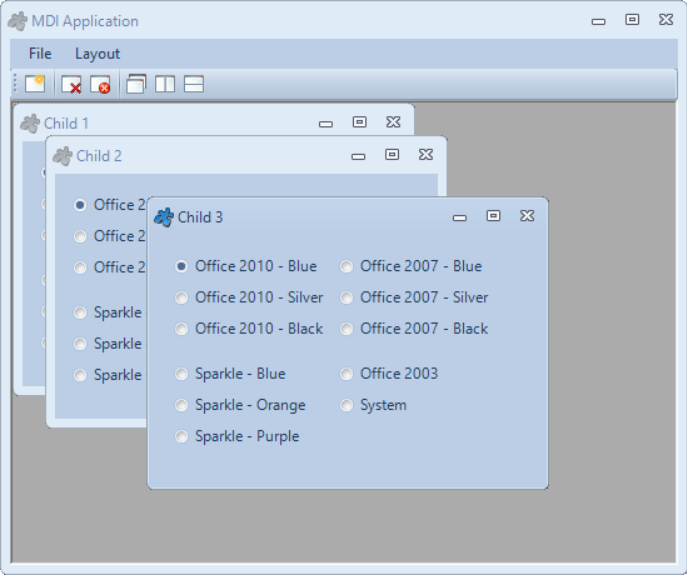 MDI Application
File Layout
Child 1
Child 2
Office 2
Office 2
Office 2
Sparkle
Sparkle
Sparkle
Child 3
Office 2010 - Blue Office 2007 - Blue
Office 2010 - Silver Office 2007 - Silver
Office 2010 - Black Office 2007 - Black
Sparkle - Blue Office 2003
Sparkle - Orange System
Sparkle - Purple